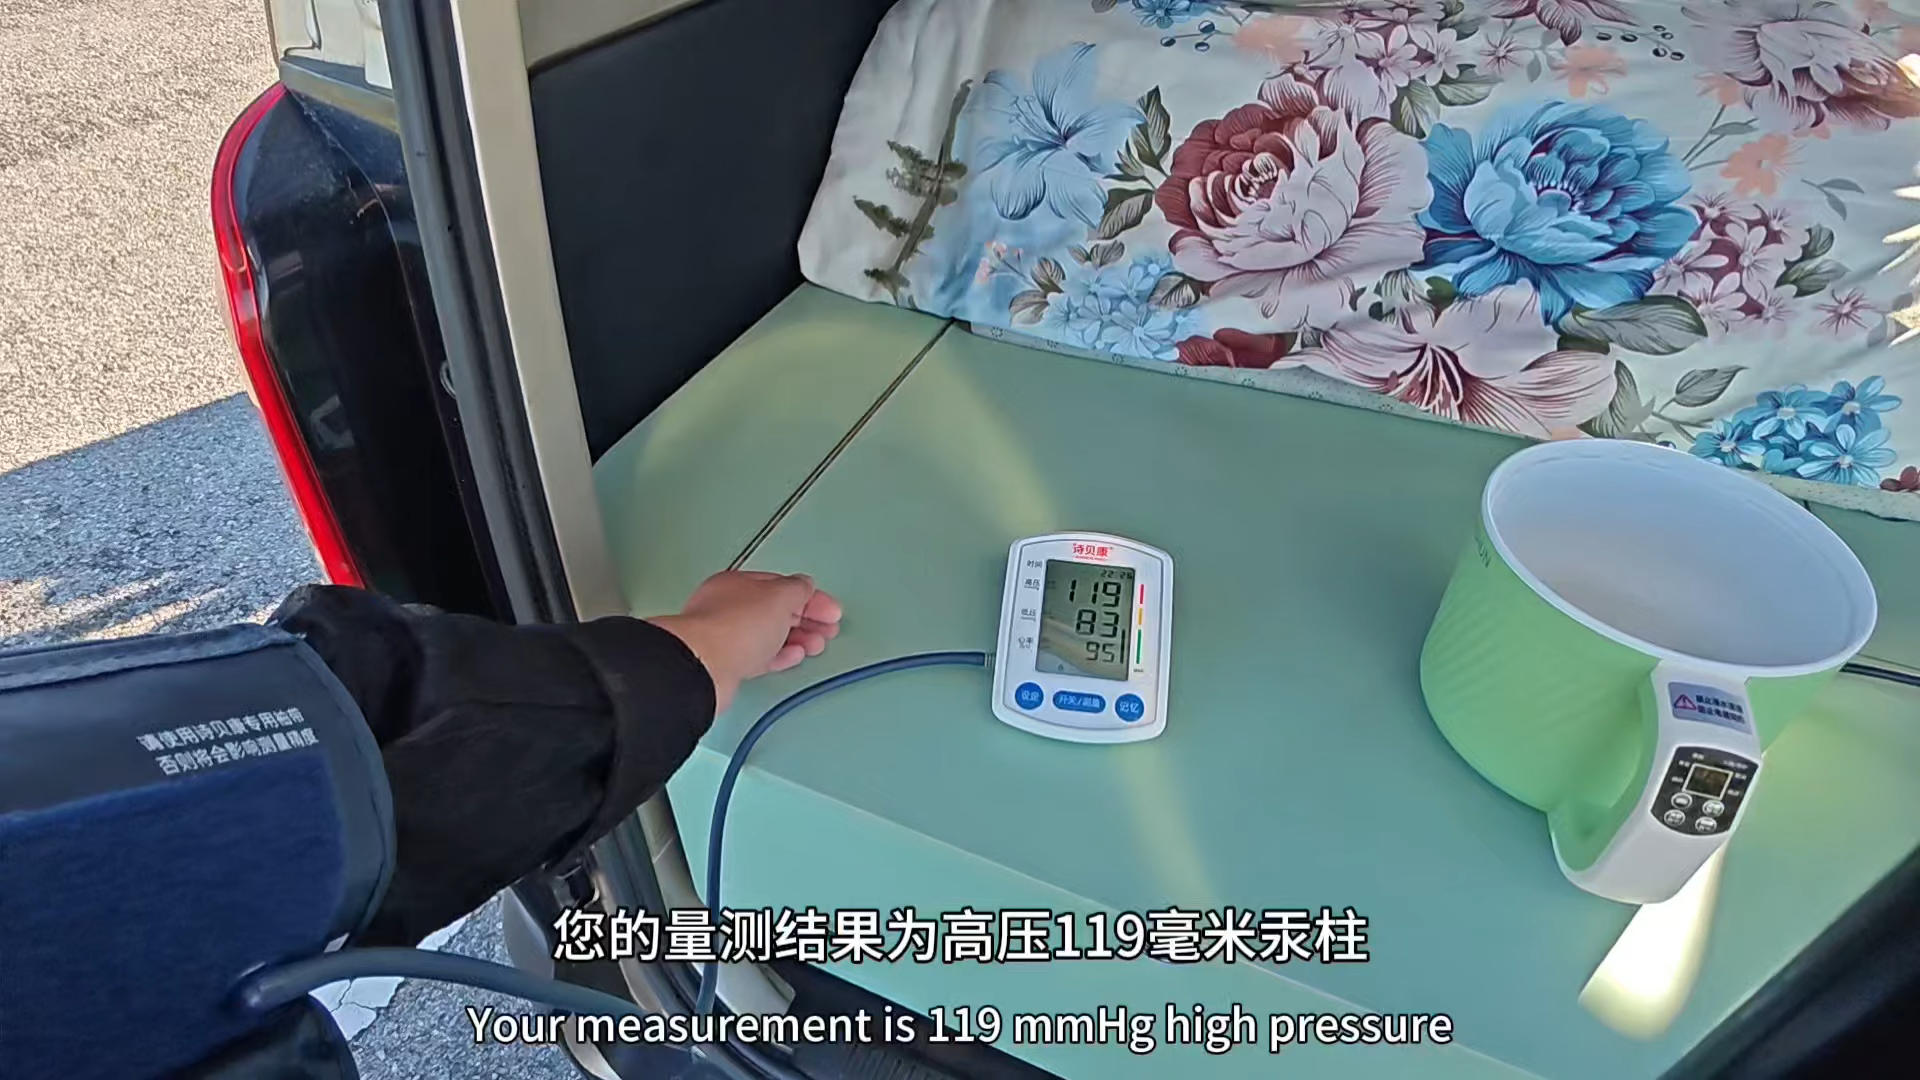 诗贝康
时间
22:26
高压
119
低压
83
心率
95
设定
开关/测量
记忆
请使用诗贝康专用袖带
否则将会影响测量精度
您的量测结果为高压119毫米汞柱
Your measurement is 119 mmHg high pressure